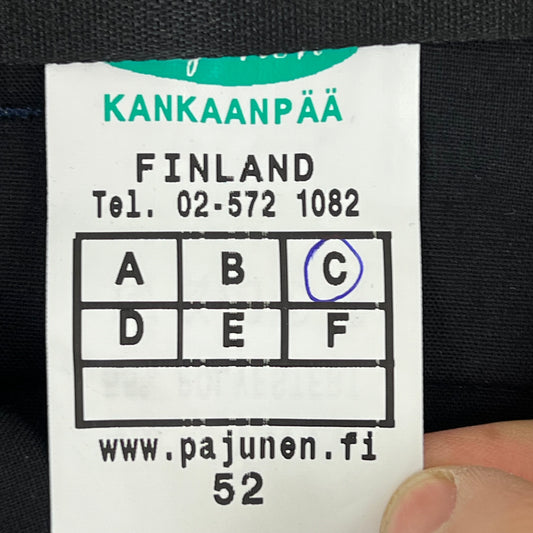 KANKAANPÄÄ
FINLAND
Tel. 02-572 1082
A B C
D E F
www.pajunen.fi
52